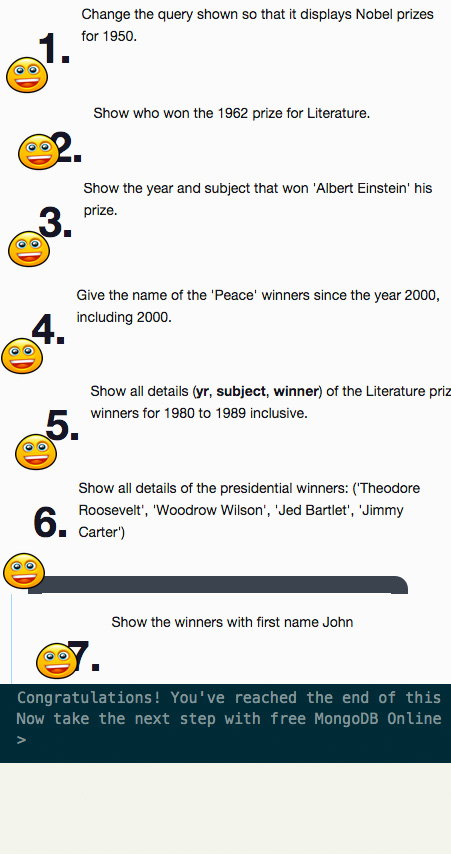 Change the query shown so that it displays Nobel prizes
for 1950.
1.
Show who won the 1962 prize for Literature.
2.
Show the year and subject that won 'Albert Einstein' his
prize.
3.
Give the name of the 'Peace' winners since the year 2000,
including 2000.
4.
Show all details (yr, subject, winner) of the Literature priz
winners for 1980 to 1989 inclusive.
5.
Show all details of the presidential winners: ('Theodore
Roosevelt', 'Woodrow Wilson', 'Jed Bartlet', 'Jimmy
Carter')
6.
Show the winners with first name John
7.
Congratulations! You've reached the end of this
Now take the next step with free MongoDB Online
>